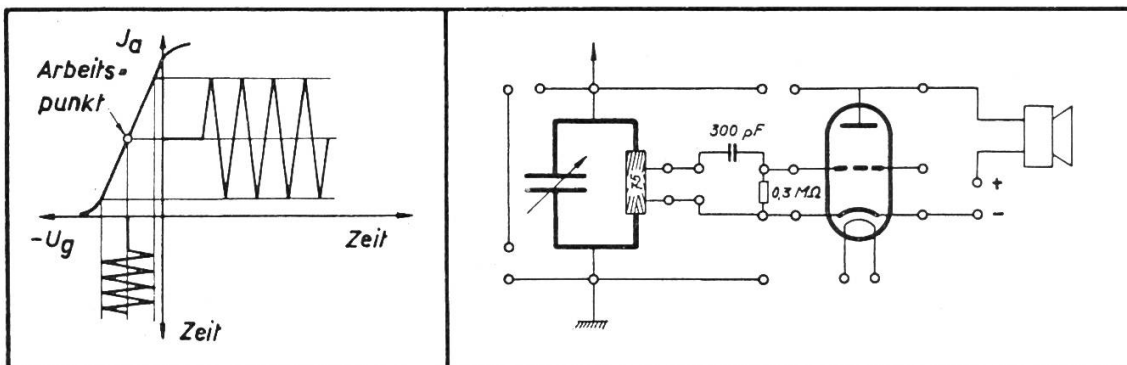 Ja
Arbeits=
punkt
-Ug
Zeit
Zeit
300 pF
75
0,3 MΩ
+
-